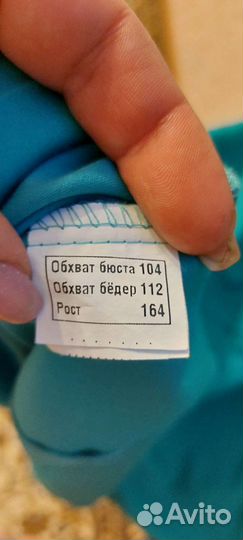 Обхват бюста 104
Обхват бёдер 112
Рост 164
Avito